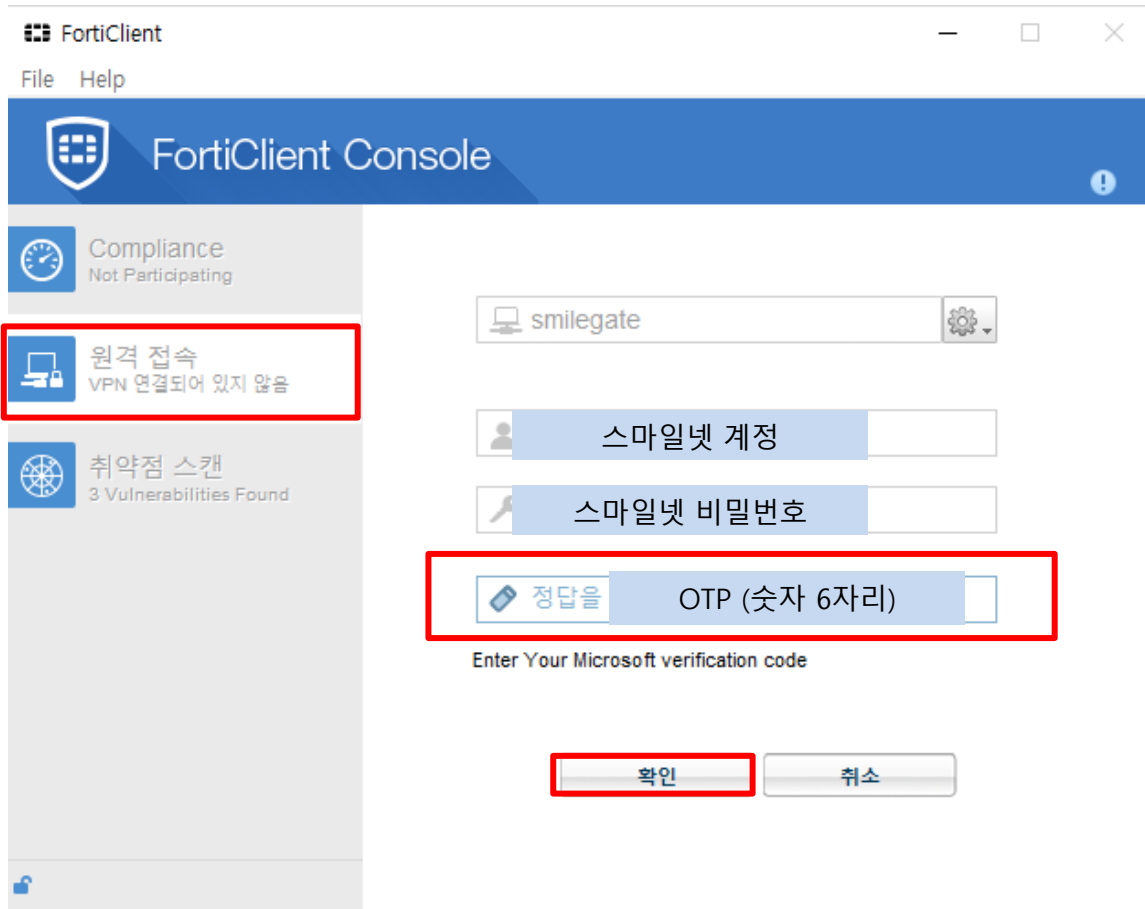 FortiClient
File Help
FortiClient Console
Compliance
Not Participating
smilegate
원격 접속
VPN 연결되어 있지 않음
스마일넷 계정
취약점 스캔
3 Vulnerabilities Found
스마일넷 비밀번호
정답을 OTP (숫자 6자리)
Enter Your Microsoft verification code
확인 취소